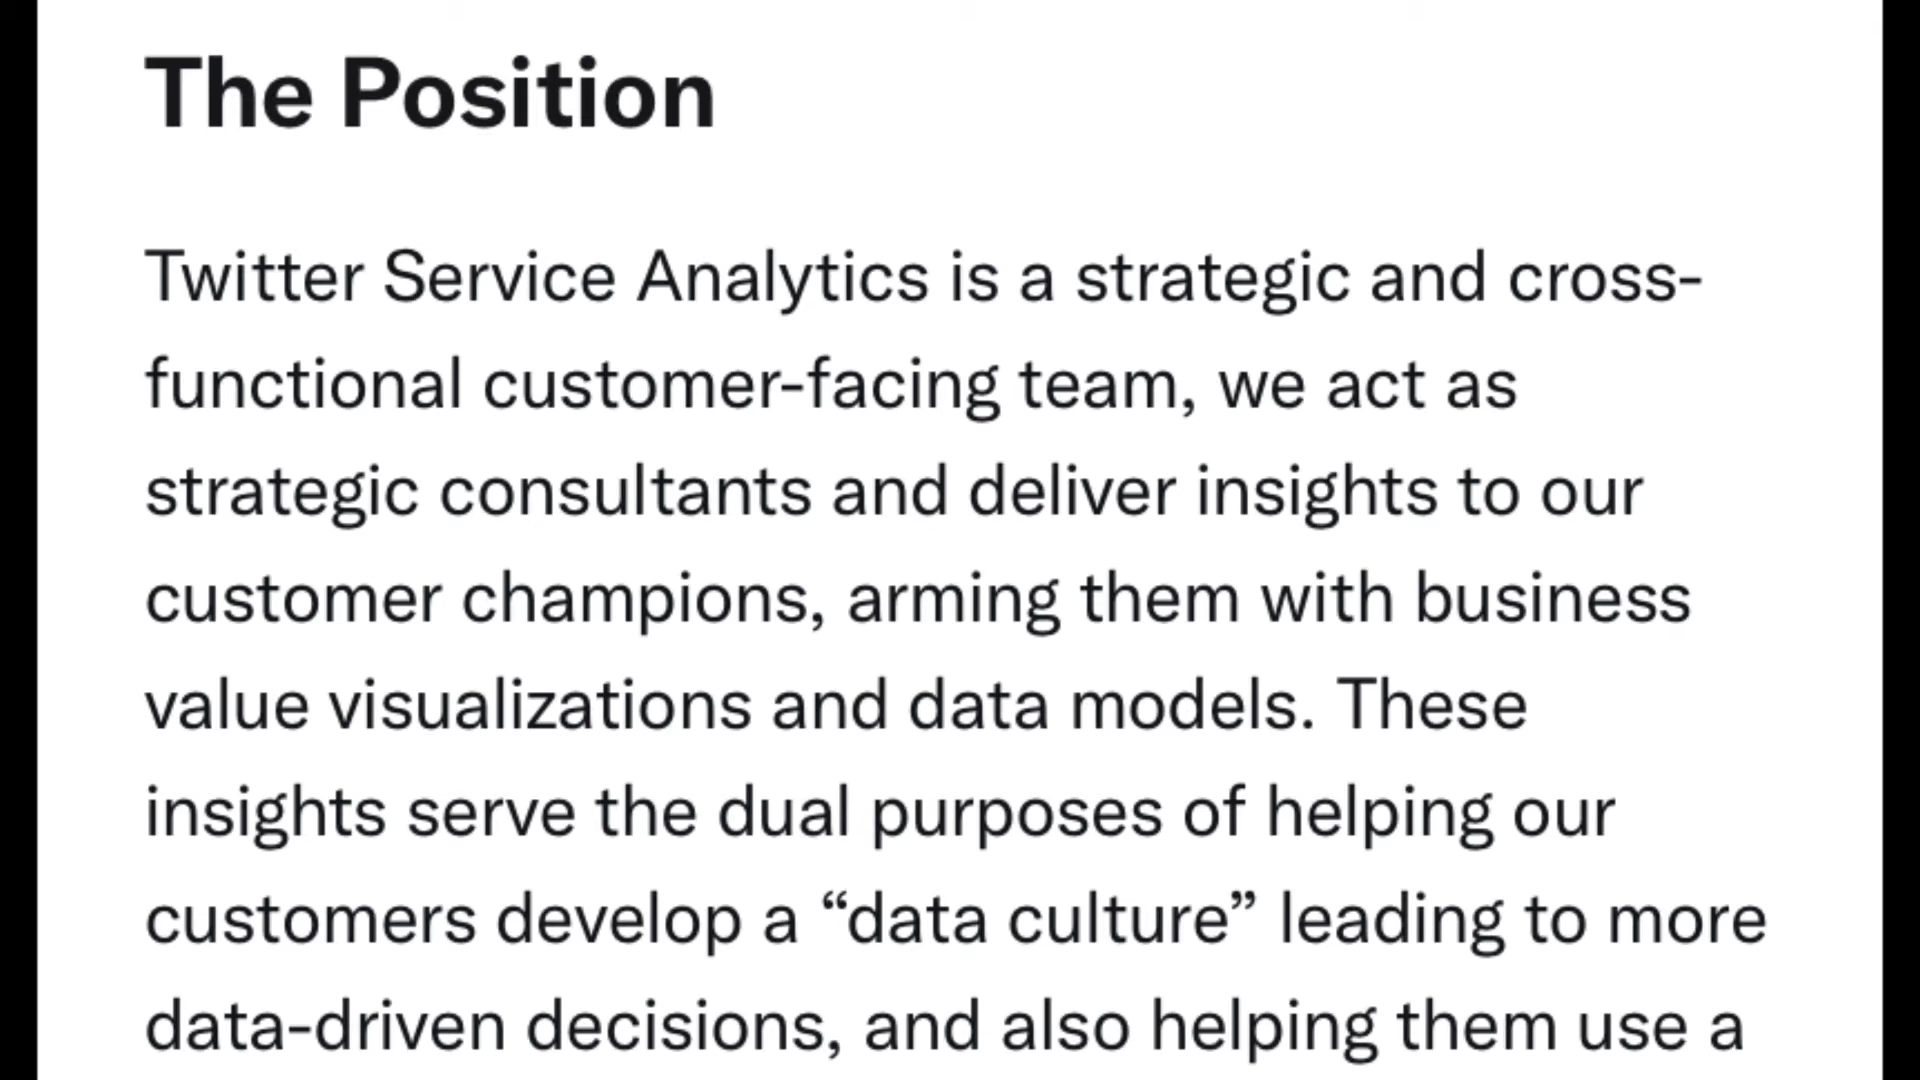 The Position
Twitter Service Analytics is a strategic and cross-
functional customer-facing team, we act as
strategic consultants and deliver insights to our
customer champions, arming them with business
value visualizations and data models. These
insights serve the dual purposes of helping our
customers develop a “data culture” leading to more
data-driven decisions, and also helping them use a